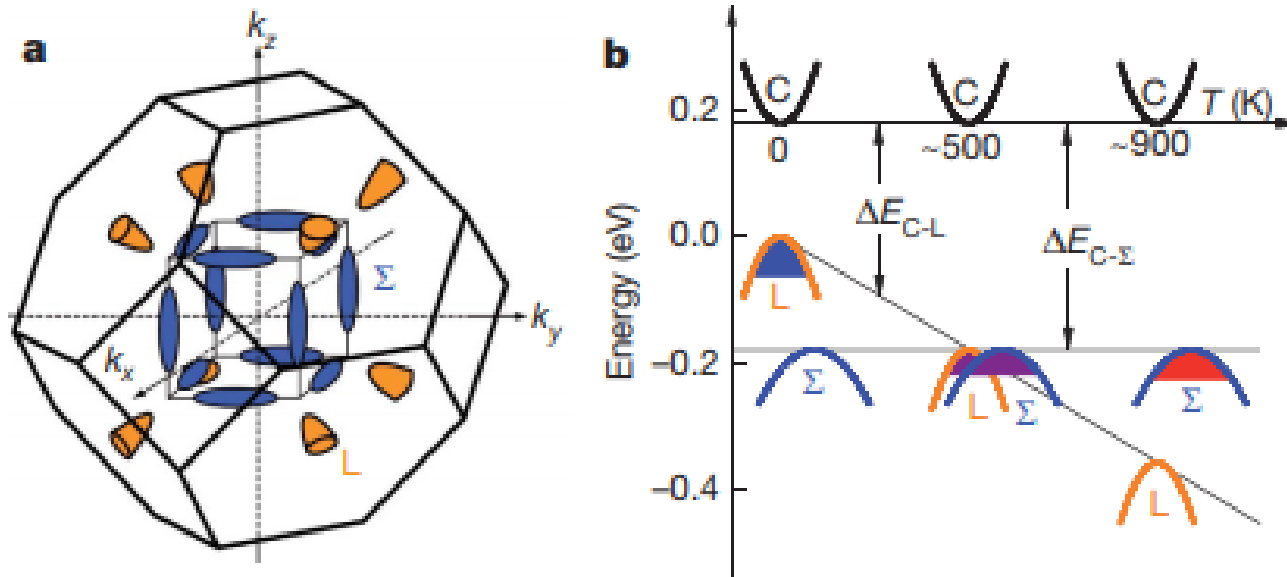 a
k_z
Σ
k_y
k_x
L
b
Energy (eV)
0.2
0.0
−0.2
−0.4
C
C
C
T (K)
0
~500
~900
ΔE_C-L
ΔE_C-Σ
L
Σ
L
Σ
Σ
L